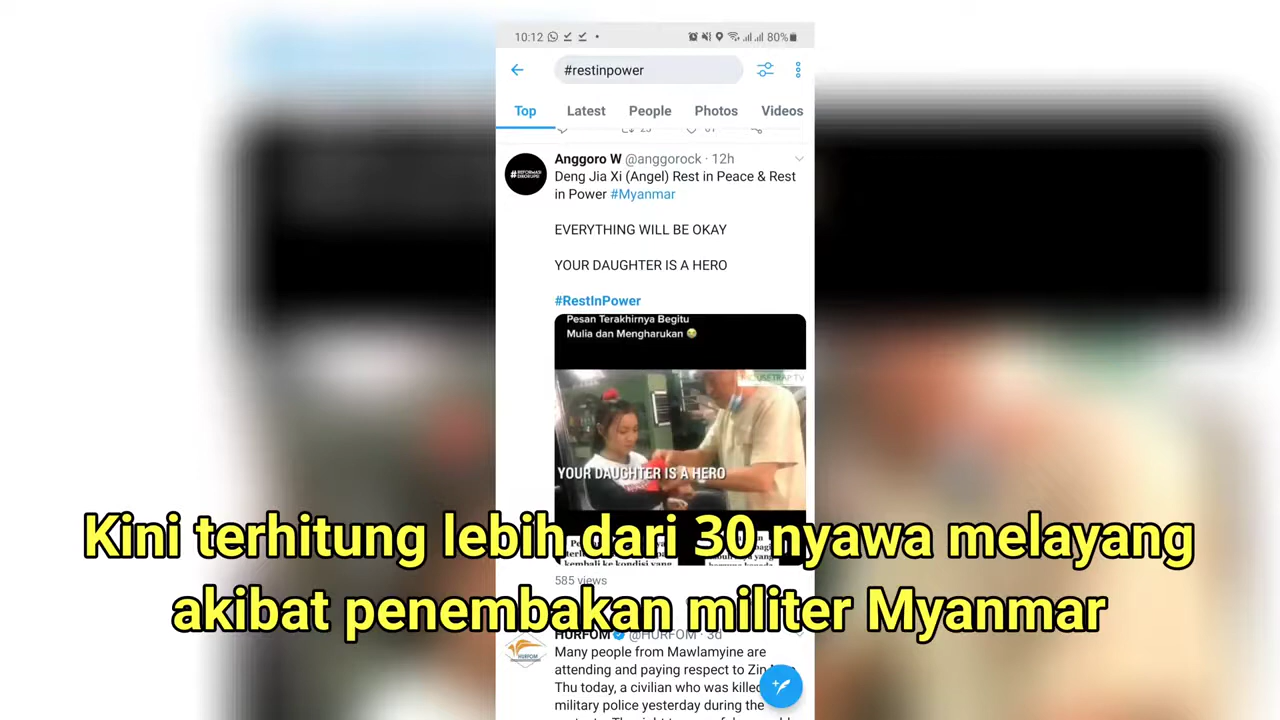 10:12
80%
#restinpower
Top Latest People Photos Videos
Anggoro W @anggorock · 12h
Deng Jia Xi (Angel) Rest in Peace & Rest
in Power #Myanmar
EVERYTHING WILL BE OKAY
YOUR DAUGHTER IS A HERO
#RestInPower
Pesan Terakhirnya Begitu
Mulia dan Mengharukan
YOUR DAUGHTER IS A HERO
Kini terhitung lebih dari 30 nyawa melayang
kembali ke kondisi yang
585 views
akibat penembakan militer Myanmar
HURFOM @HURFOM · 3d
Many people from Mawlamyine are
attending and paying respect to
Thu today, a civilian who was
military police yesterday during the